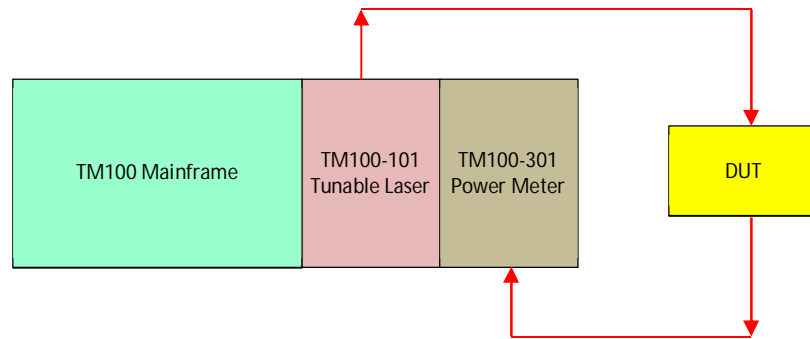 TM100 Mainframe
TM100-101
Tunable Laser
TM100-301
Power Meter
DUT